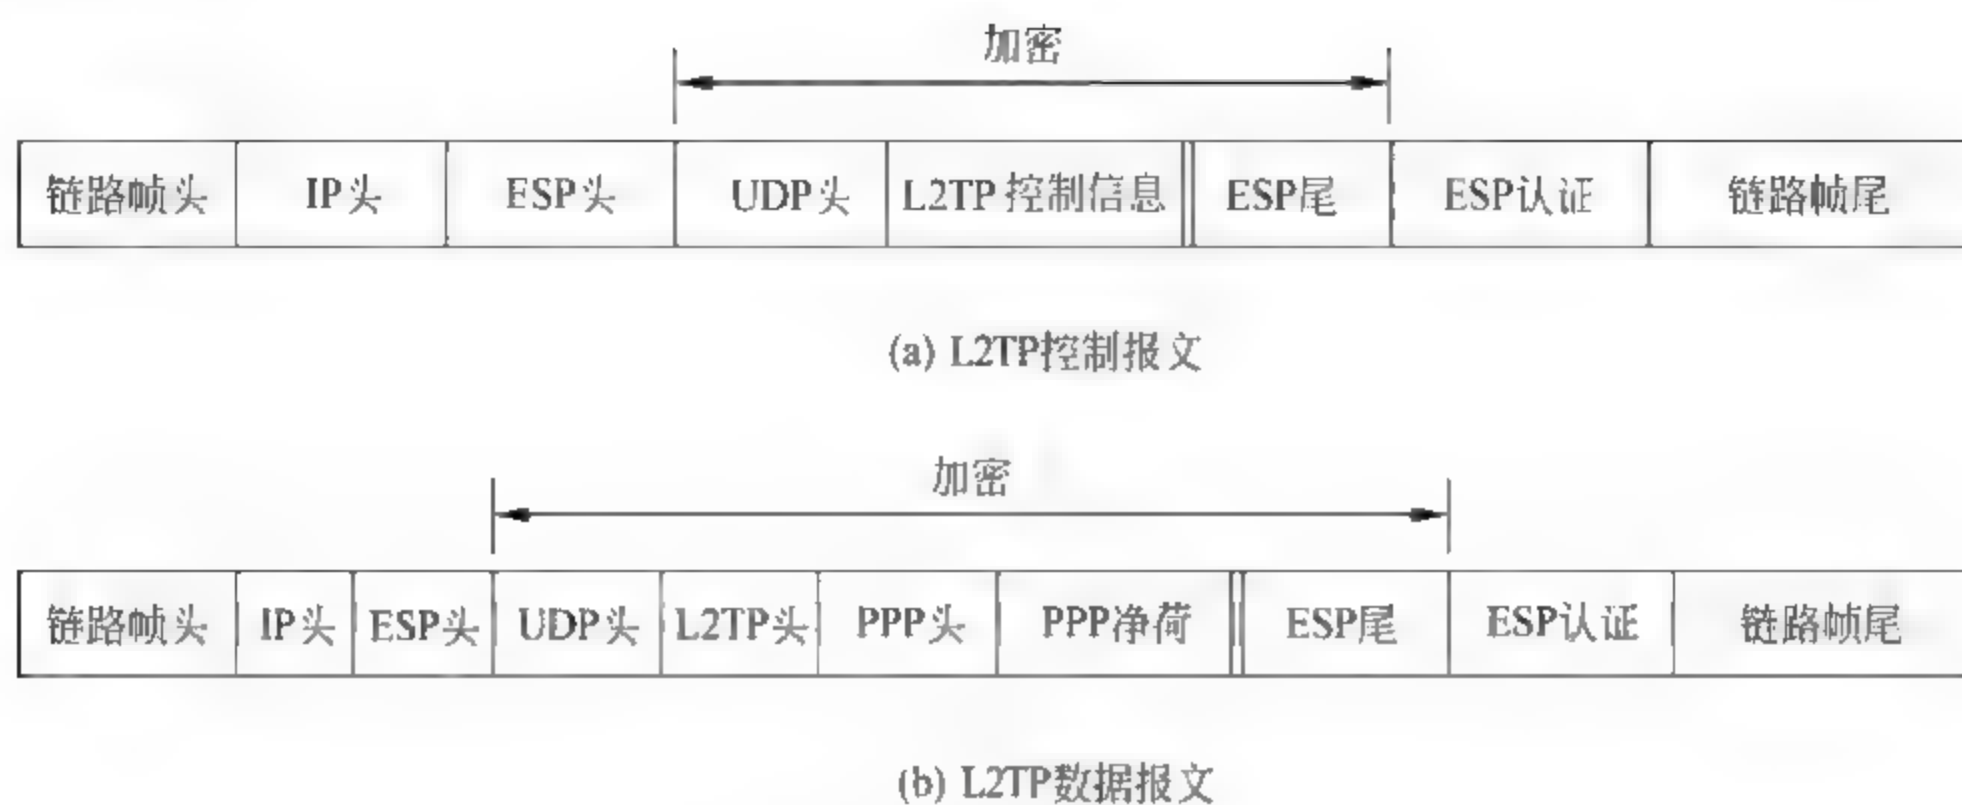 加密
链路帧头 IP头 ESP头 UDP头 L2TP控制信息 ESP尾 ESP认证 链路帧尾
(a) L2TP控制报文
加密
链路帧头 IP头 ESP头 UDP头 L2TP头 PPP头 PPP净荷 ESP尾 ESP认证 链路帧尾
(b) L2TP数据报文